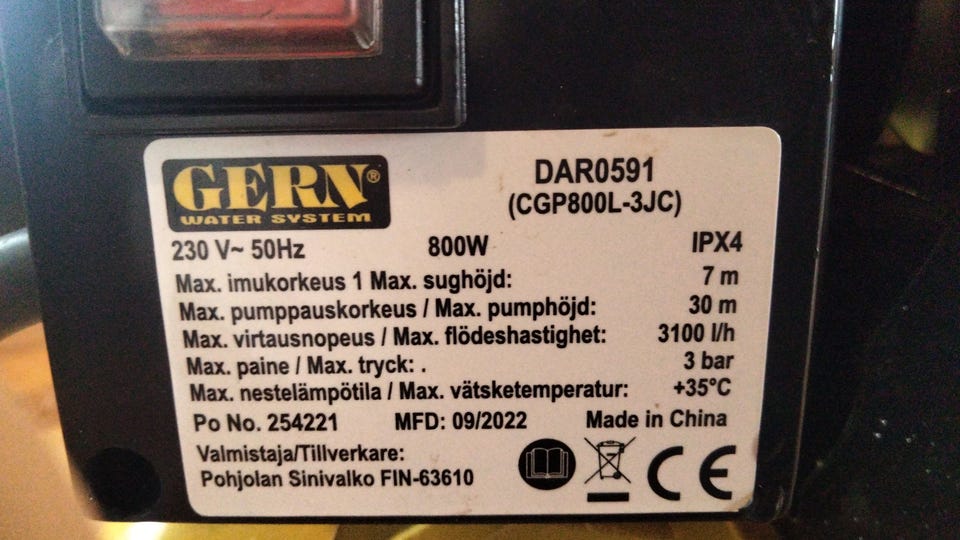 GERN®
WATER SYSTEM
DAR0591
(CGP800L-3JC)
230 V~ 50Hz 800W IPX4
Max. imukorkeus 1 Max. sughöjd: 7 m
Max. pumppauskorkeus / Max. pumphöjd: 30 m
Max. virtausnopeus / Max. flödeshastighet: 3100 l/h
Max. paine / Max. tryck: . 3 bar
Max. nestelämpötila / Max. vätsketemperatur: +35°C
Po No. 254221 MFD: 09/2022 Made in China
Valmistaja/Tillverkare:
Pohjolan Sinivalko FIN-63610
CE